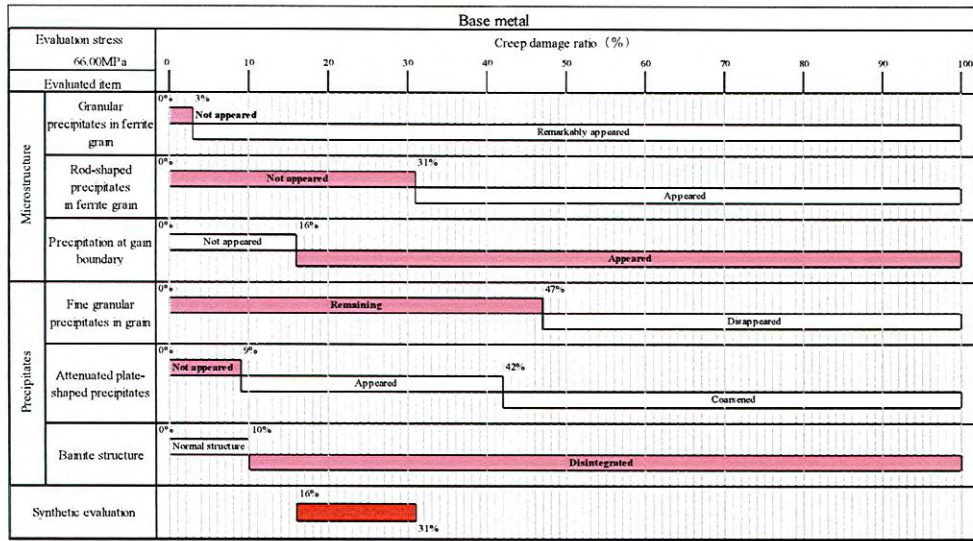 Base metal
Evaluation stress
66.00MPa
Creep damage ratio (%)
0 10 20 30 40 50 60 70 80 90 100
Evaluated item
Microstructure
Granular
precipitates in ferrite
grain
0% 3%
Not appeared
Remarkably appeared
Rod-shaped
precipitates
in ferrite grain
0% 31%
Not appeared
Appeared
Precipitation at gain
boundary
0% 16%
Not appeared
Appeared
Precipitates
Fine granular
precipitates in grain
0% 47%
Remaining
Disappeared
Attenuated plate-
shaped precipitates
0% 9% 42%
Not appeared
Appeared
Coarsened
Bainite structure
0% 10%
Normal structure
Disintegrated
Synthetic evaluation
16%
31%